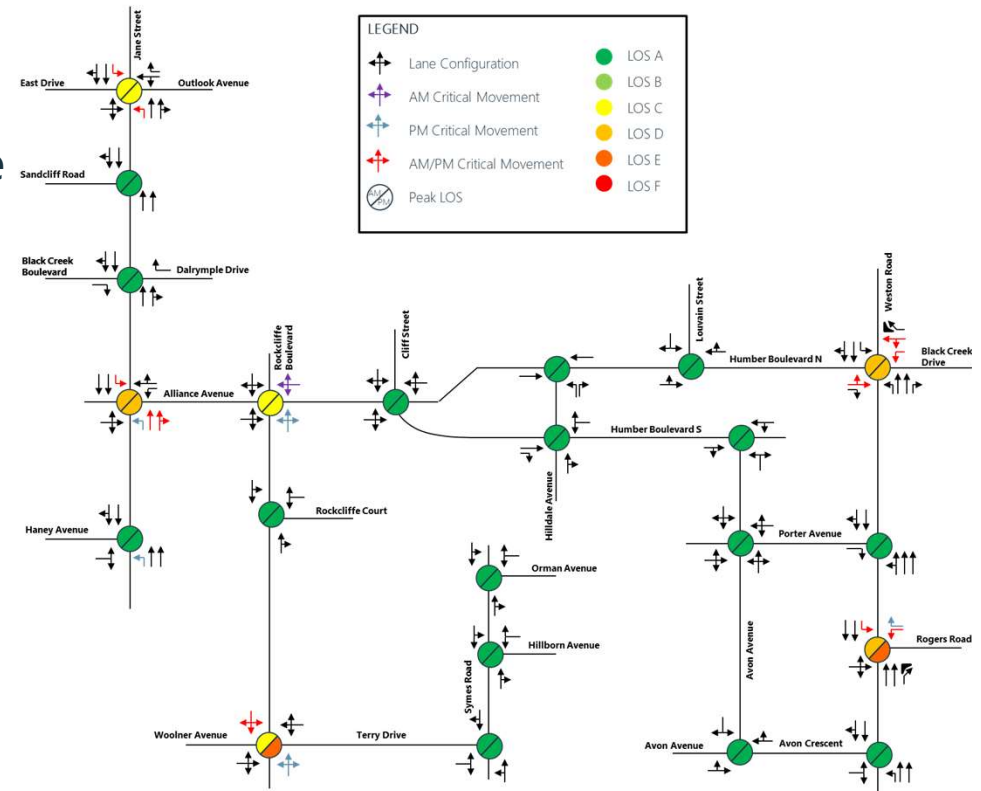 e
LEGEND
Lane Configuration
AM Critical Movement
PM Critical Movement
AM/PM Critical Movement
AM
PM
Peak LOS
LOS A
LOS B
LOS C
LOS D
LOS E
LOS F
Jane Street
East Drive
Outlook Avenue
Sandcliff Road
Black Creek
Boulevard
Dalrymple Drive
Alliance Avenue
Rockcliffe
Boulevard
Cliff Street
Louvain Street
Weston Road
Humber Boulevard N
Black Creek
Drive
Humber Boulevard S
Hilldale Avenue
Haney Avenue
Rockcliffe Court
Porter Avenue
Orman Avenue
Hillborn Avenue
Symes Road
Avon Avenue
Rogers Road
Woolner Avenue
Terry Drive
Avon Avenue
Avon Crescent